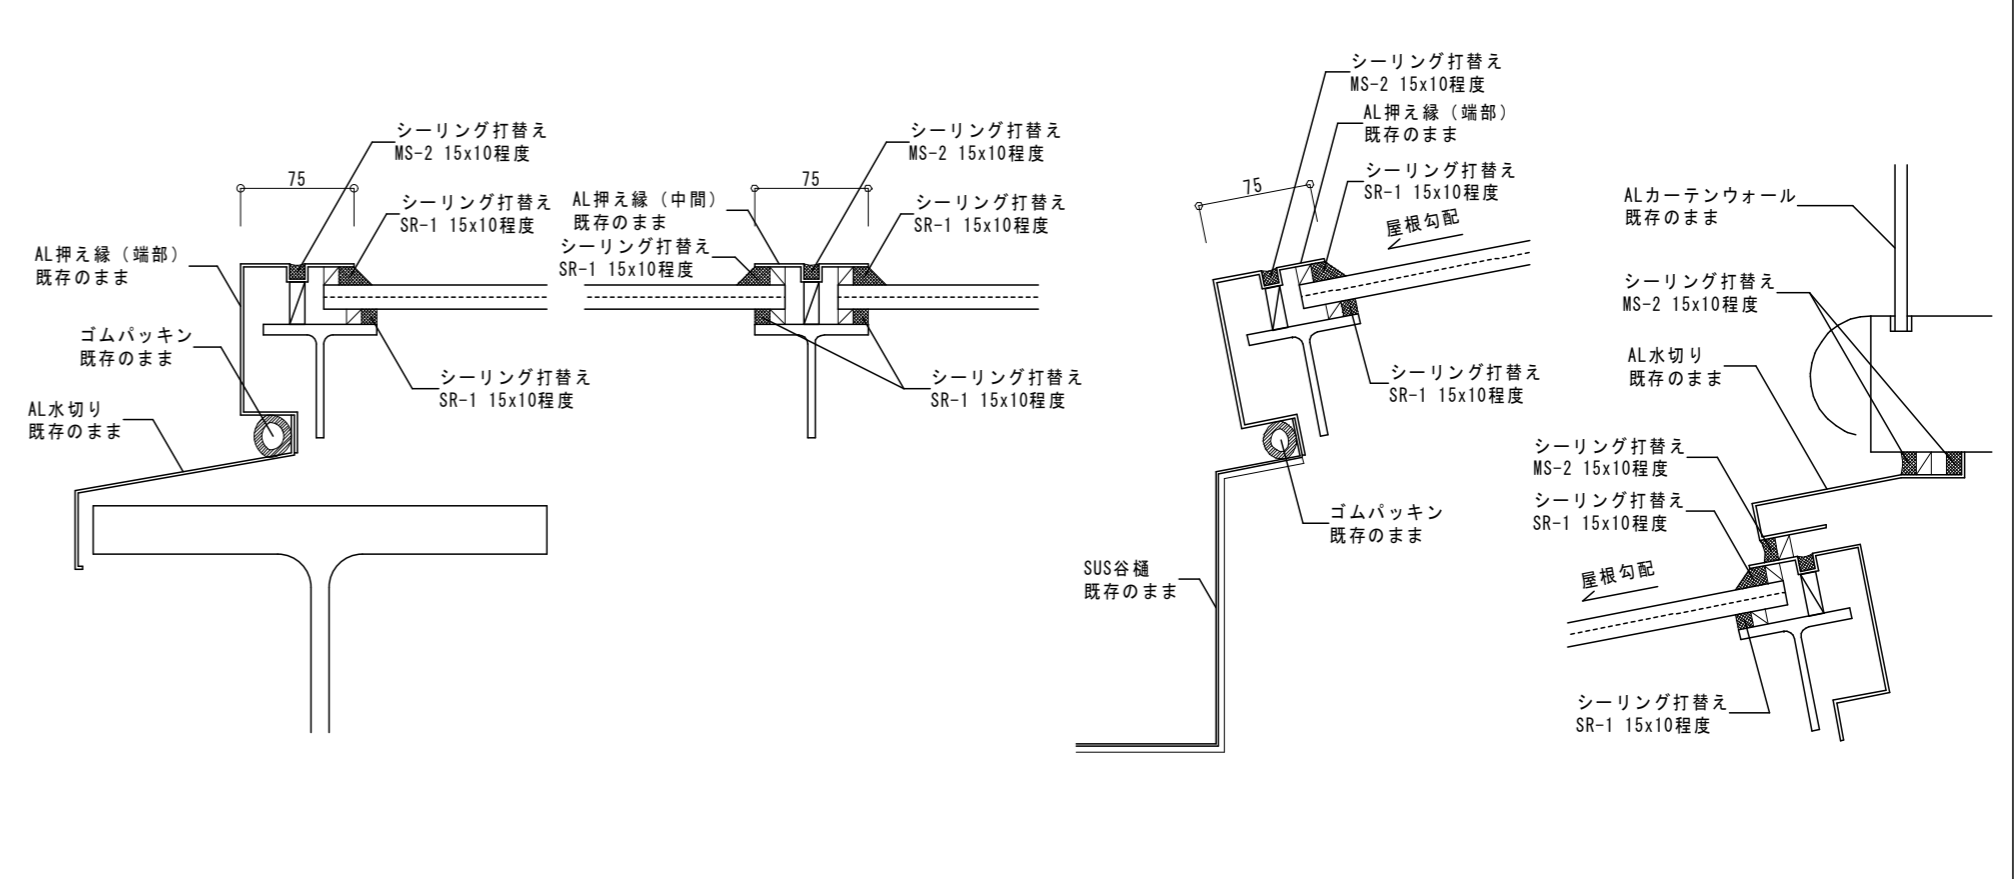 シーリング打替え
MS-2 15x10程度
75
シーリング打替え
SR-1 15x10程度
AL押え縁（端部）
既存のまま
ゴムパッキン
既存のまま
AL水切り
既存のまま
シーリング打替え
SR-1 15x10程度
シーリング打替え
MS-2 15x10程度
75
AL押え縁（中間）
既存のまま
シーリング打替え
SR-1 15x10程度
シーリング打替え
SR-1 15x10程度
シーリング打替え
SR-1 15x10程度
シーリング打替え
MS-2 15x10程度
AL押え縁（端部）
既存のまま
シーリング打替え
SR-1 15x10程度
75
屋根勾配
シーリング打替え
SR-1 15x10程度
ゴムパッキン
既存のまま
SUS谷樋
既存のまま
ALカーテンウォール
既存のまま
シーリング打替え
MS-2 15x10程度
AL水切り
既存のまま
シーリング打替え
MS-2 15x10程度
シーリング打替え
SR-1 15x10程度
屋根勾配
シーリング打替え
SR-1 15x10程度